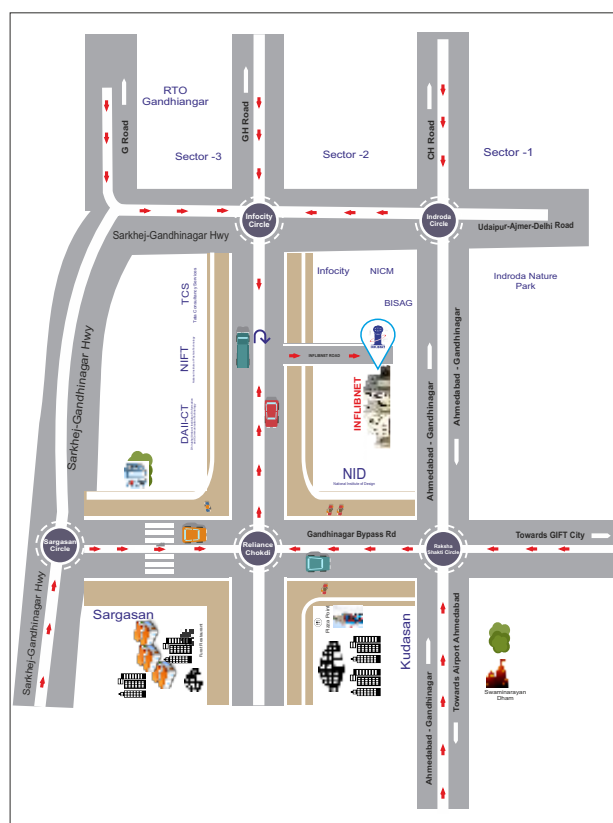 RTO
Gandhiangar
G Road
GH Road
CH Road
Sector -3
Sector -2
Sector -1
Infocity
Circle
Indroda
Circle
Udaipur-Ajmer-Delhi Road
Sarkhej-Gandhinagar Hwy
Infocity
NICM
BISAG
Indroda Nature
Park
TCS
Tata Consultancy Services
NIFT
DAII-CT
Sarkhej-Gandhinagar Hwy
INFLIBNET ROAD
INFLIBNET
NID
National Institute of Design
Ahmedabad - Gandhinagar
Ahmedabad - Gandhinagar
Sargasan
Circle
Reliance
Chokdi
Gandhinagar Bypass Rd
Raksha
Shakti Circle
Towards GIFT City
Sarkhej-Gandhinagar Hwy
Sargasan
Kudasan
Ahmedabad - Gandhinagar
Towards Airport Ahmedabad
Swaminarayan
Dham